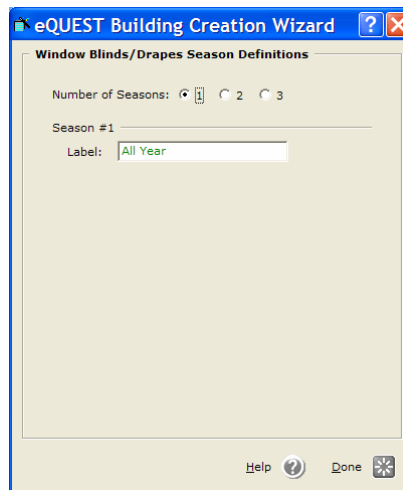 eQUEST Building Creation Wizard ? X
Window Blinds/Drapes Season Definitions
Number of Seasons: 1 2 3
Season #1
Label: All Year
Help ? Done